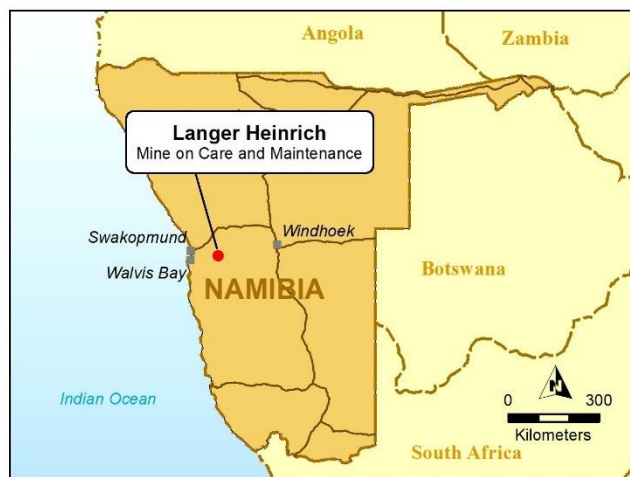 Angola
Zambia
Langer Heinrich
Mine on Care and Maintenance
Swakopmund
Windhoek
Walvis Bay
NAMIBIA
Botswana
Indian Ocean
N
0 300
Kilometers
South Africa